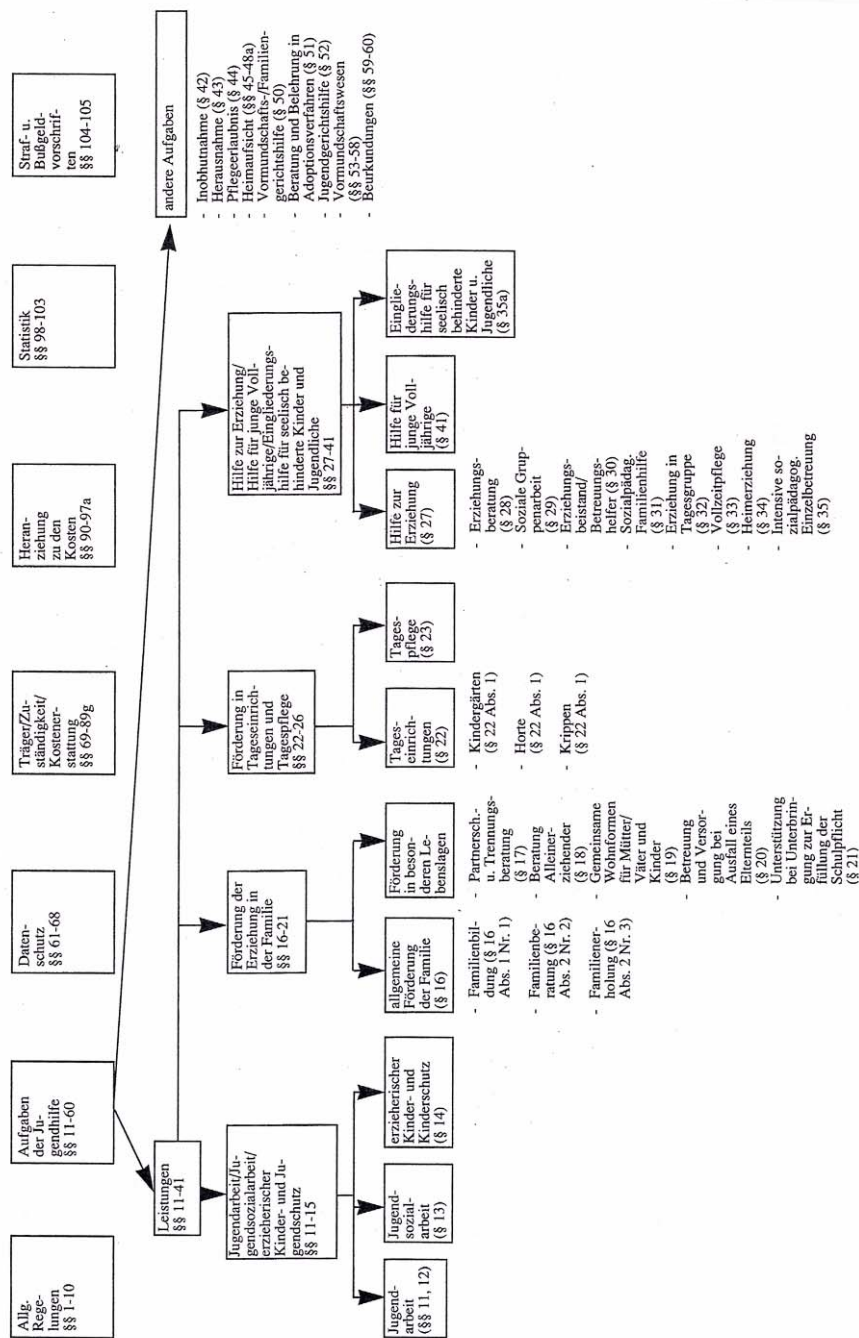 Allg.
Rege-
lungen
§§ 1-10
Aufgaben
der Ju-
gendhilfe
§§ 11-60
Daten-
schutz
§§ 61-68
Träger/Zu-
ständigkeit/
Kostener-
stattung
§§ 69-89g
Heran-
ziehung
zu den
Kosten
§§ 90-97a
Statistik
§§ 98-103
Straf- u.
Bußgeld-
vorschrif-
ten
§§ 104-105
Leistungen
§§ 11-41
andere Aufgaben
- Inobhutnahme (§ 42)
- Herausnahme (§ 43)
- Pflegeerlaubnis (§ 44)
- Heimaufsicht (§§ 45-48a)
- Vormundschafts-/Familien-
gerichtshilfe (§ 50)
- Beratung und Belehrung in
Adoptionsverfahren (§ 51)
- Jugendgerichtshilfe (§ 52)
- Vormundschaftswesen
(§§ 53-58)
- Beurkundungen (§§ 59-60)
Jugendarbeit/Ju-
gendsozialarbeit/
erzieherischer
Kinder- und Ju-
gendschutz
§§ 11-15
Förderung der
Erziehung in
der Familie
§§ 16-21
Förderung in
Tageseinrich-
tungen und
Tagespflege
§§ 22-26
Hilfe zur Erziehung/
Hilfe für junge Voll-
jährige/Eingliederungs-
hilfe für seelisch be-
hinderte Kinder und
Jugendliche
§§ 27-41
Jugend-
arbeit
(§§ 11, 12)
Jugend-
sozial-
arbeit
(§ 13)
erzieherischer
Kinder- und
Kinderschutz
(§ 14)
allgemeine
Förderung
der Familie
(§ 16)
Förderung
in beson-
deren Le-
benslagen
Tages-
einrich-
tungen
(§ 22)
Tages-
pflege
(§ 23)
Hilfe zur
Erziehung
(§ 27)
Hilfe für
junge Voll-
jährige
(§ 41)
Einglie-
derungs-
hilfe für
seelisch
behinderte
Kinder u.
Jugendliche
(§ 35a)
- Familienbil-
dung (§ 16
Abs. 1 Nr. 1)
- Familienbe-
ratung (§ 16
Abs. 2 Nr. 2)
- Familiener-
holung (§ 16
Abs. 2 Nr. 3)
- Partnersch.-
u. Trennungs-
beratung
(§ 17)
- Beratung
Alleiner-
ziehender
(§ 18)
- Gemeinsame
Wohnformen
für Mütter/
Väter und
Kinder
(§ 19)
- Betreuung
und Versor-
gung bei
Ausfall eines
Elternteils
(§ 20)
- Unterstützung
bei Unterbrin-
gung zur Er-
füllung der
Schulpflicht
(§ 21)
- Kindergärten
(§ 22 Abs. 1)
- Horte
(§ 22 Abs. 1)
- Krippen
(§ 22 Abs. 1)
- Erziehungs-
beratung
(§ 28)
- Soziale Grup-
penarbeit
(§ 29)
- Erziehungs-
beistand/
Betreuungs-
helfer (§ 30)
- Sozialpädag.
Familienhilfe
(§ 31)
- Erziehung in
Tagesgruppe
(§ 32)
- Vollzeitpflege
(§ 33)
- Heimerziehung
(§ 34)
- Intensive so-
zialpädagog.
Einzelbetreuung
(§ 35)